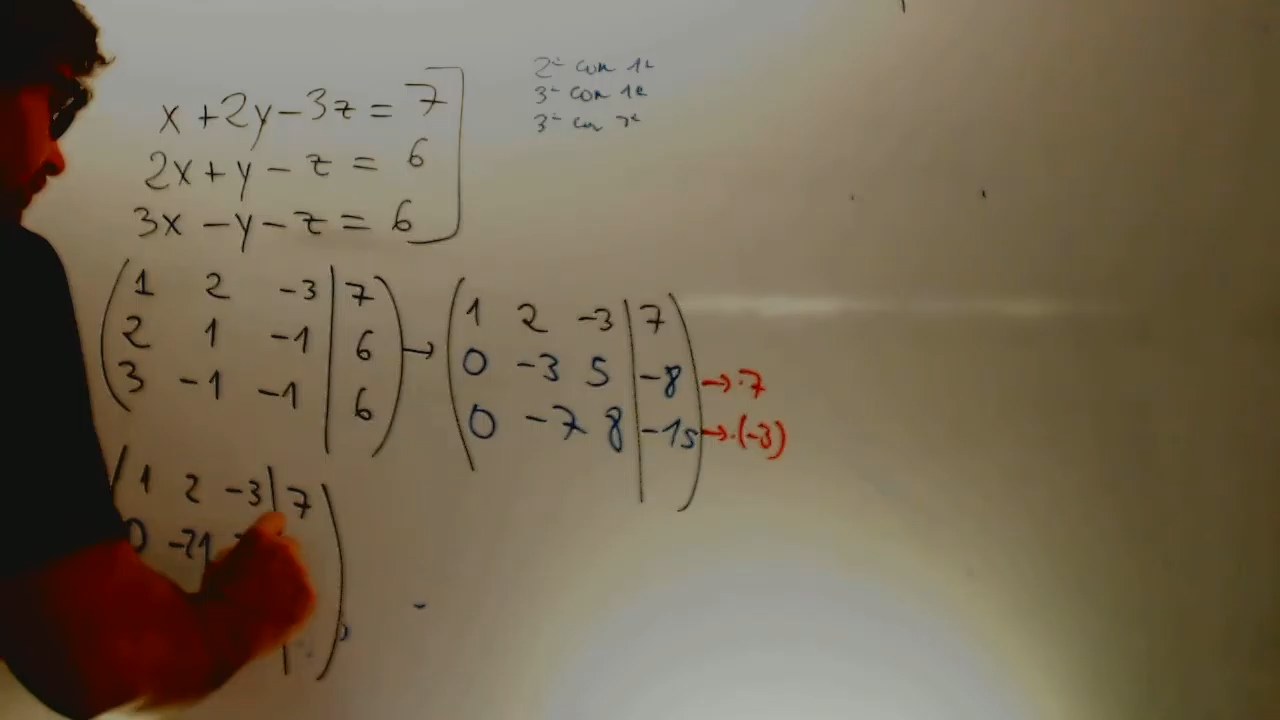 x + 2y - 3z = 7
2x + y - z = 6
3x - y - z = 6
2ª con 1ª
3ª con 1ª
3ª con 2ª
1 2 -3 | 7
2 1 -1 | 6
3 -1 -1 | 6
→
1 2 -3 | 7
0 -3 5 | -8 → ·7
0 -7 8 | -15 → ·(-3)
1 2 -3 | 7
0 -21